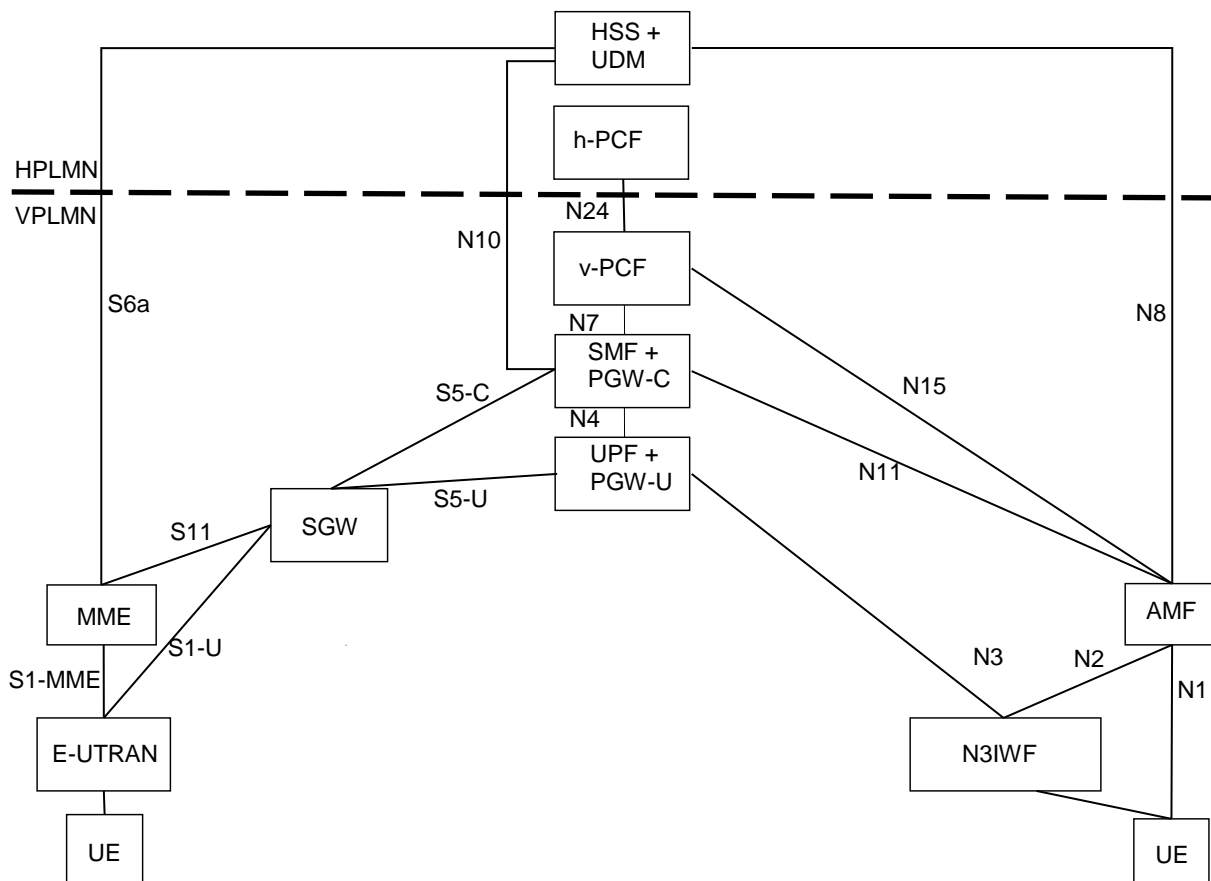 HSS +
UDM
h-PCF
HPLMN
VPLMN
N24
N10
v-PCF
S6a
N8
N7
SMF +
PGW-C
S5-C
N15
N4
UPF +
PGW-U
N11
S5-U
SGW
S11
MME
AMF
S1-U
N3
N2
S1-MME
N1
E-UTRAN
N3IWF
UE
UE